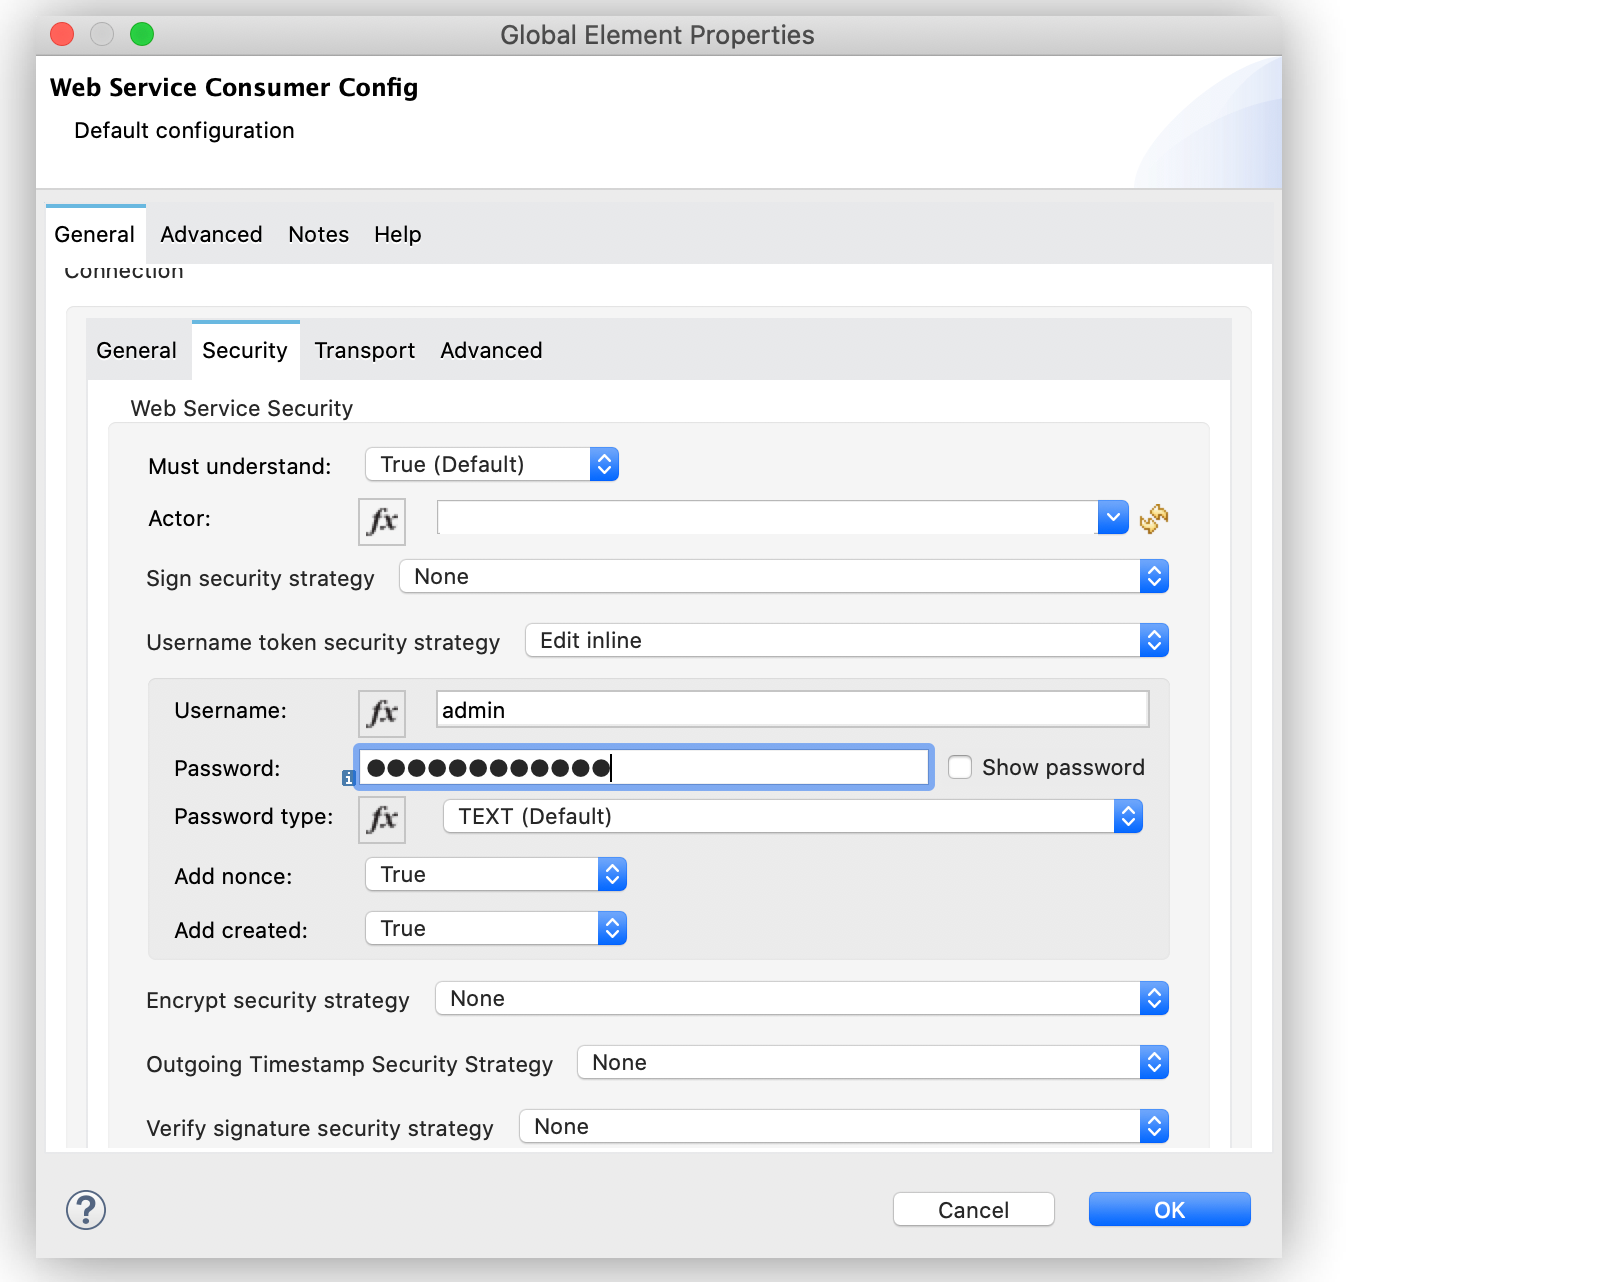 Global Element Properties
Web Service Consumer Config
Default configuration
General Advanced Notes Help
Connection
General Security Transport Advanced
Web Service Security
Must understand: True (Default)
Actor: fx
Sign security strategy None
Username token security strategy Edit inline
Username: fx admin
Password: ●●●●●●●●●●●● Show password
Password type: fx TEXT (Default)
Add nonce: True
Add created: True
Encrypt security strategy None
Outgoing Timestamp Security Strategy None
Verify signature security strategy None
? Cancel OK